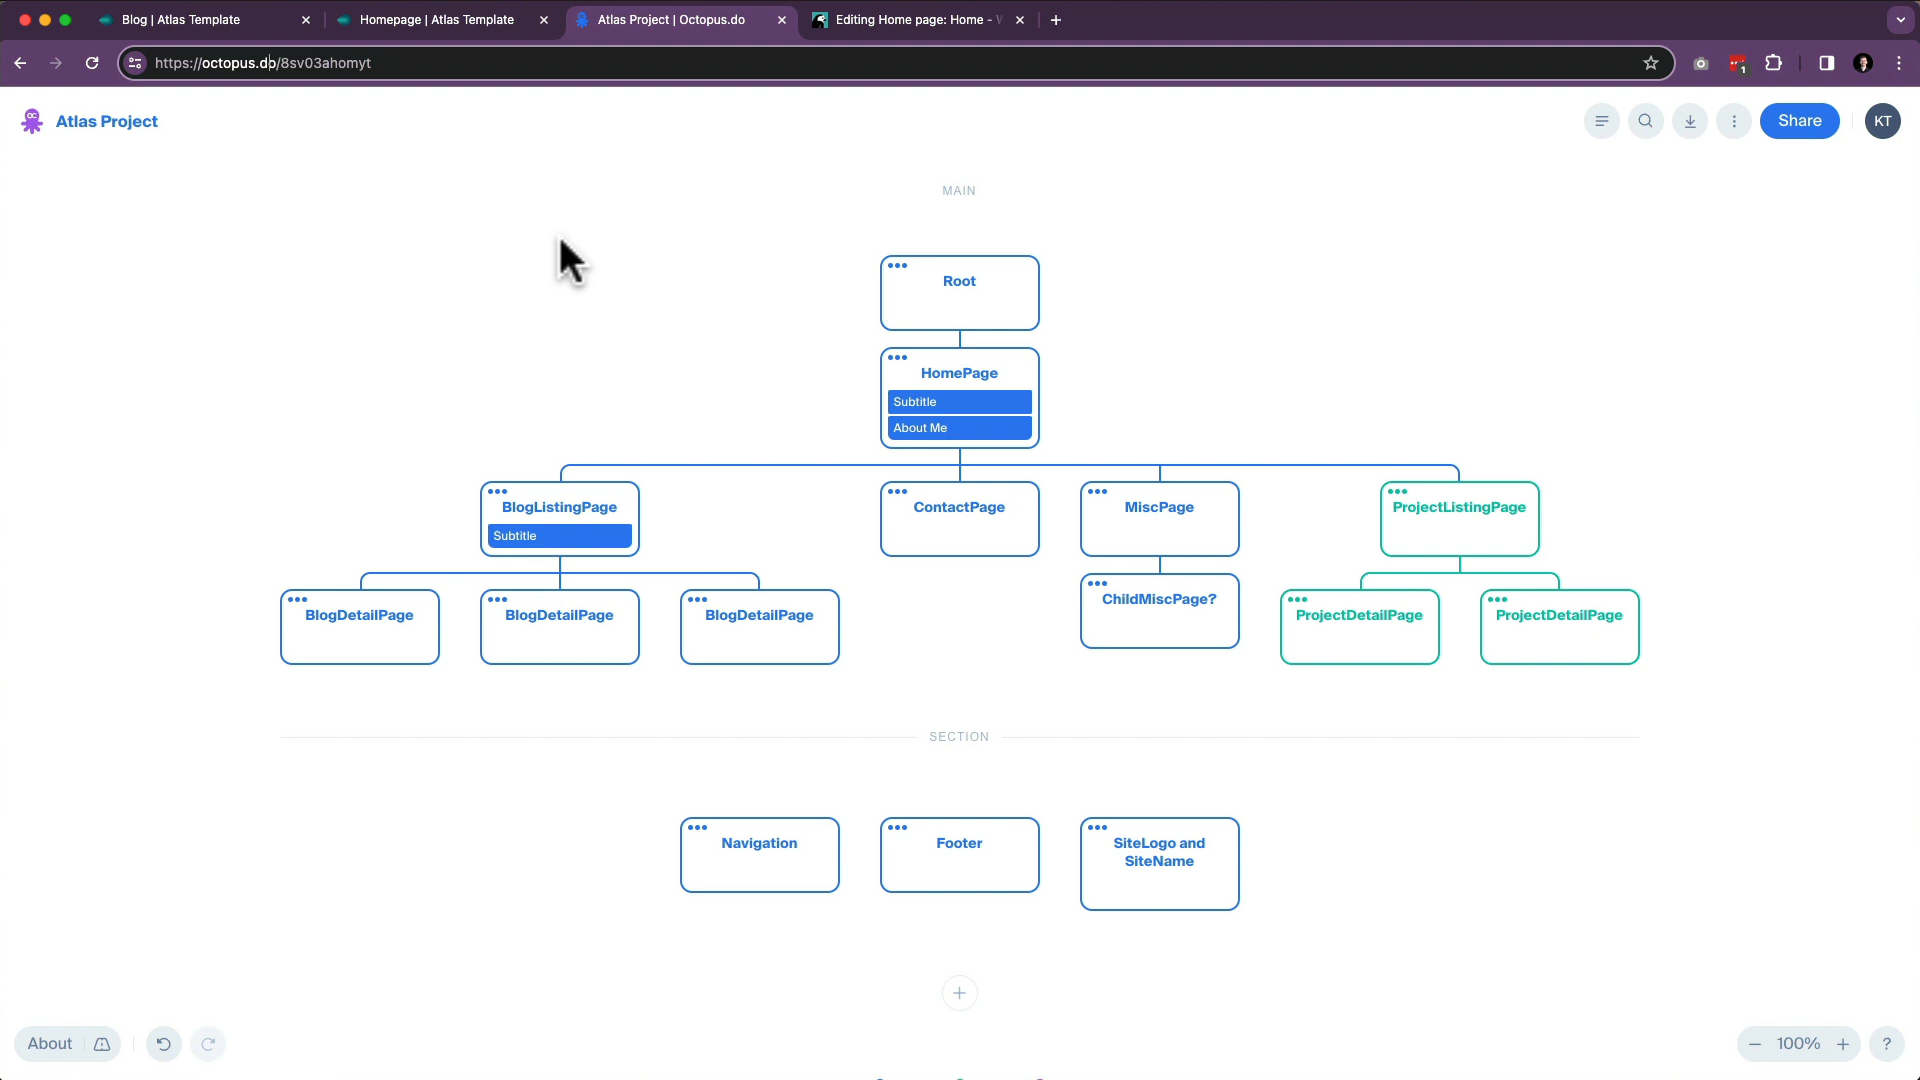 Blog | Atlas Template
Homepage | Atlas Template
Atlas Project | Octopus.do
Editing Home page: Home -
https://octopus.do/8sv03ahomyt
1
Atlas Project
Share
KT
MAIN
Root
HomePage
Subtitle
About Me
BlogListingPage
Subtitle
ContactPage
MiscPage
ProjectListingPage
ChildMiscPage?
BlogDetailPage
BlogDetailPage
BlogDetailPage
ProjectDetailPage
ProjectDetailPage
SECTION
Navigation
Footer
SiteLogo and
SiteName
About
100%
?